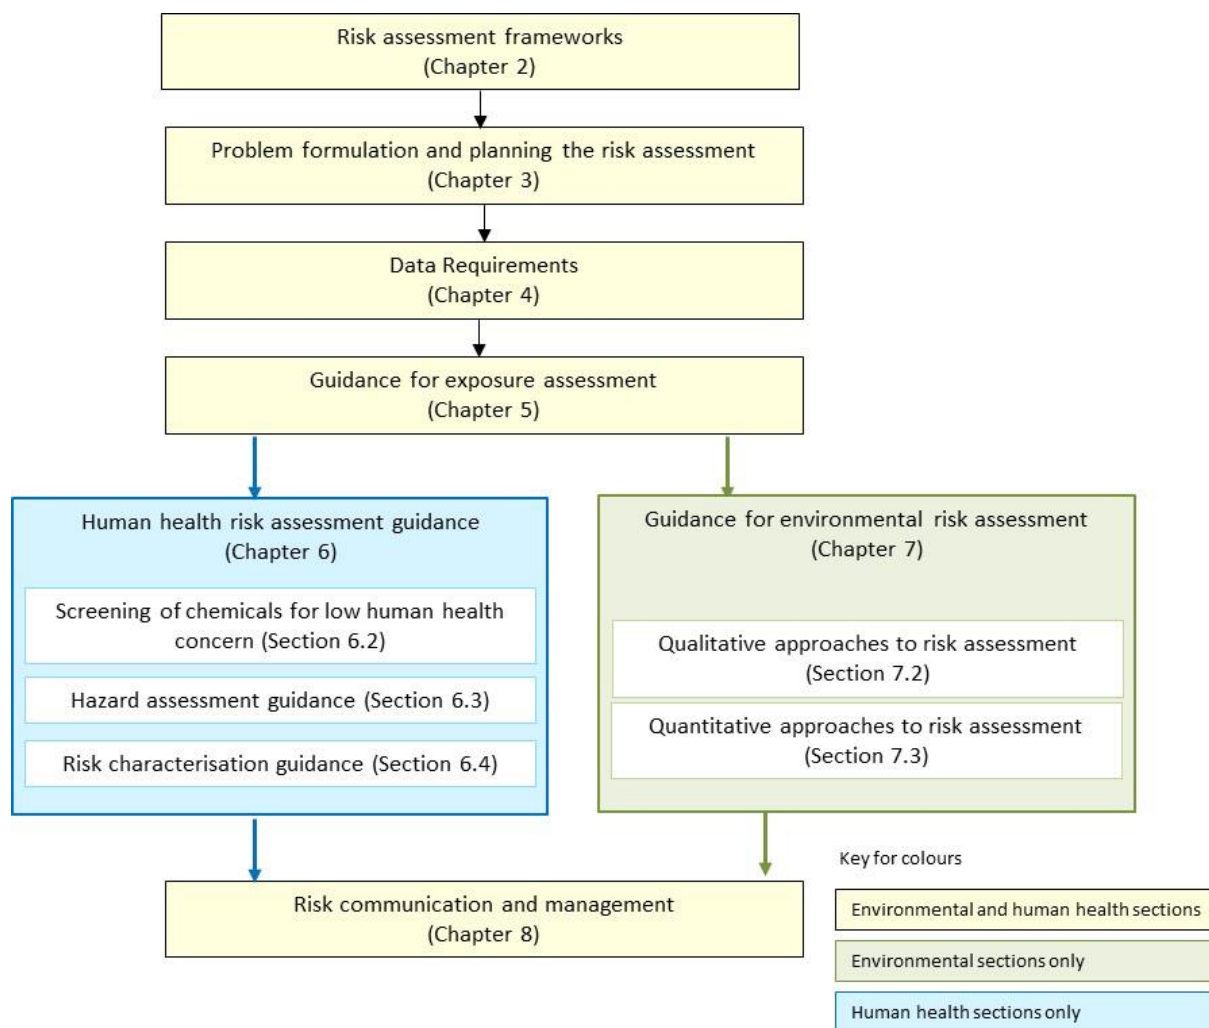 Risk assessment frameworks
(Chapter 2)
Problem formulation and planning the risk assessment
(Chapter 3)
Data Requirements
(Chapter 4)
Guidance for exposure assessment
(Chapter 5)
Human health risk assessment guidance
(Chapter 6)
Screening of chemicals for low human health
concern (Section 6.2)
Hazard assessment guidance (Section 6.3)
Risk characterisation guidance (Section 6.4)
Guidance for environmental risk assessment
(Chapter 7)
Qualitative approaches to risk assessment
(Section 7.2)
Quantitative approaches to risk assessment
(Section 7.3)
Risk communication and management
(Chapter 8)
Key for colours
Environmental and human health sections
Environmental sections only
Human health sections only